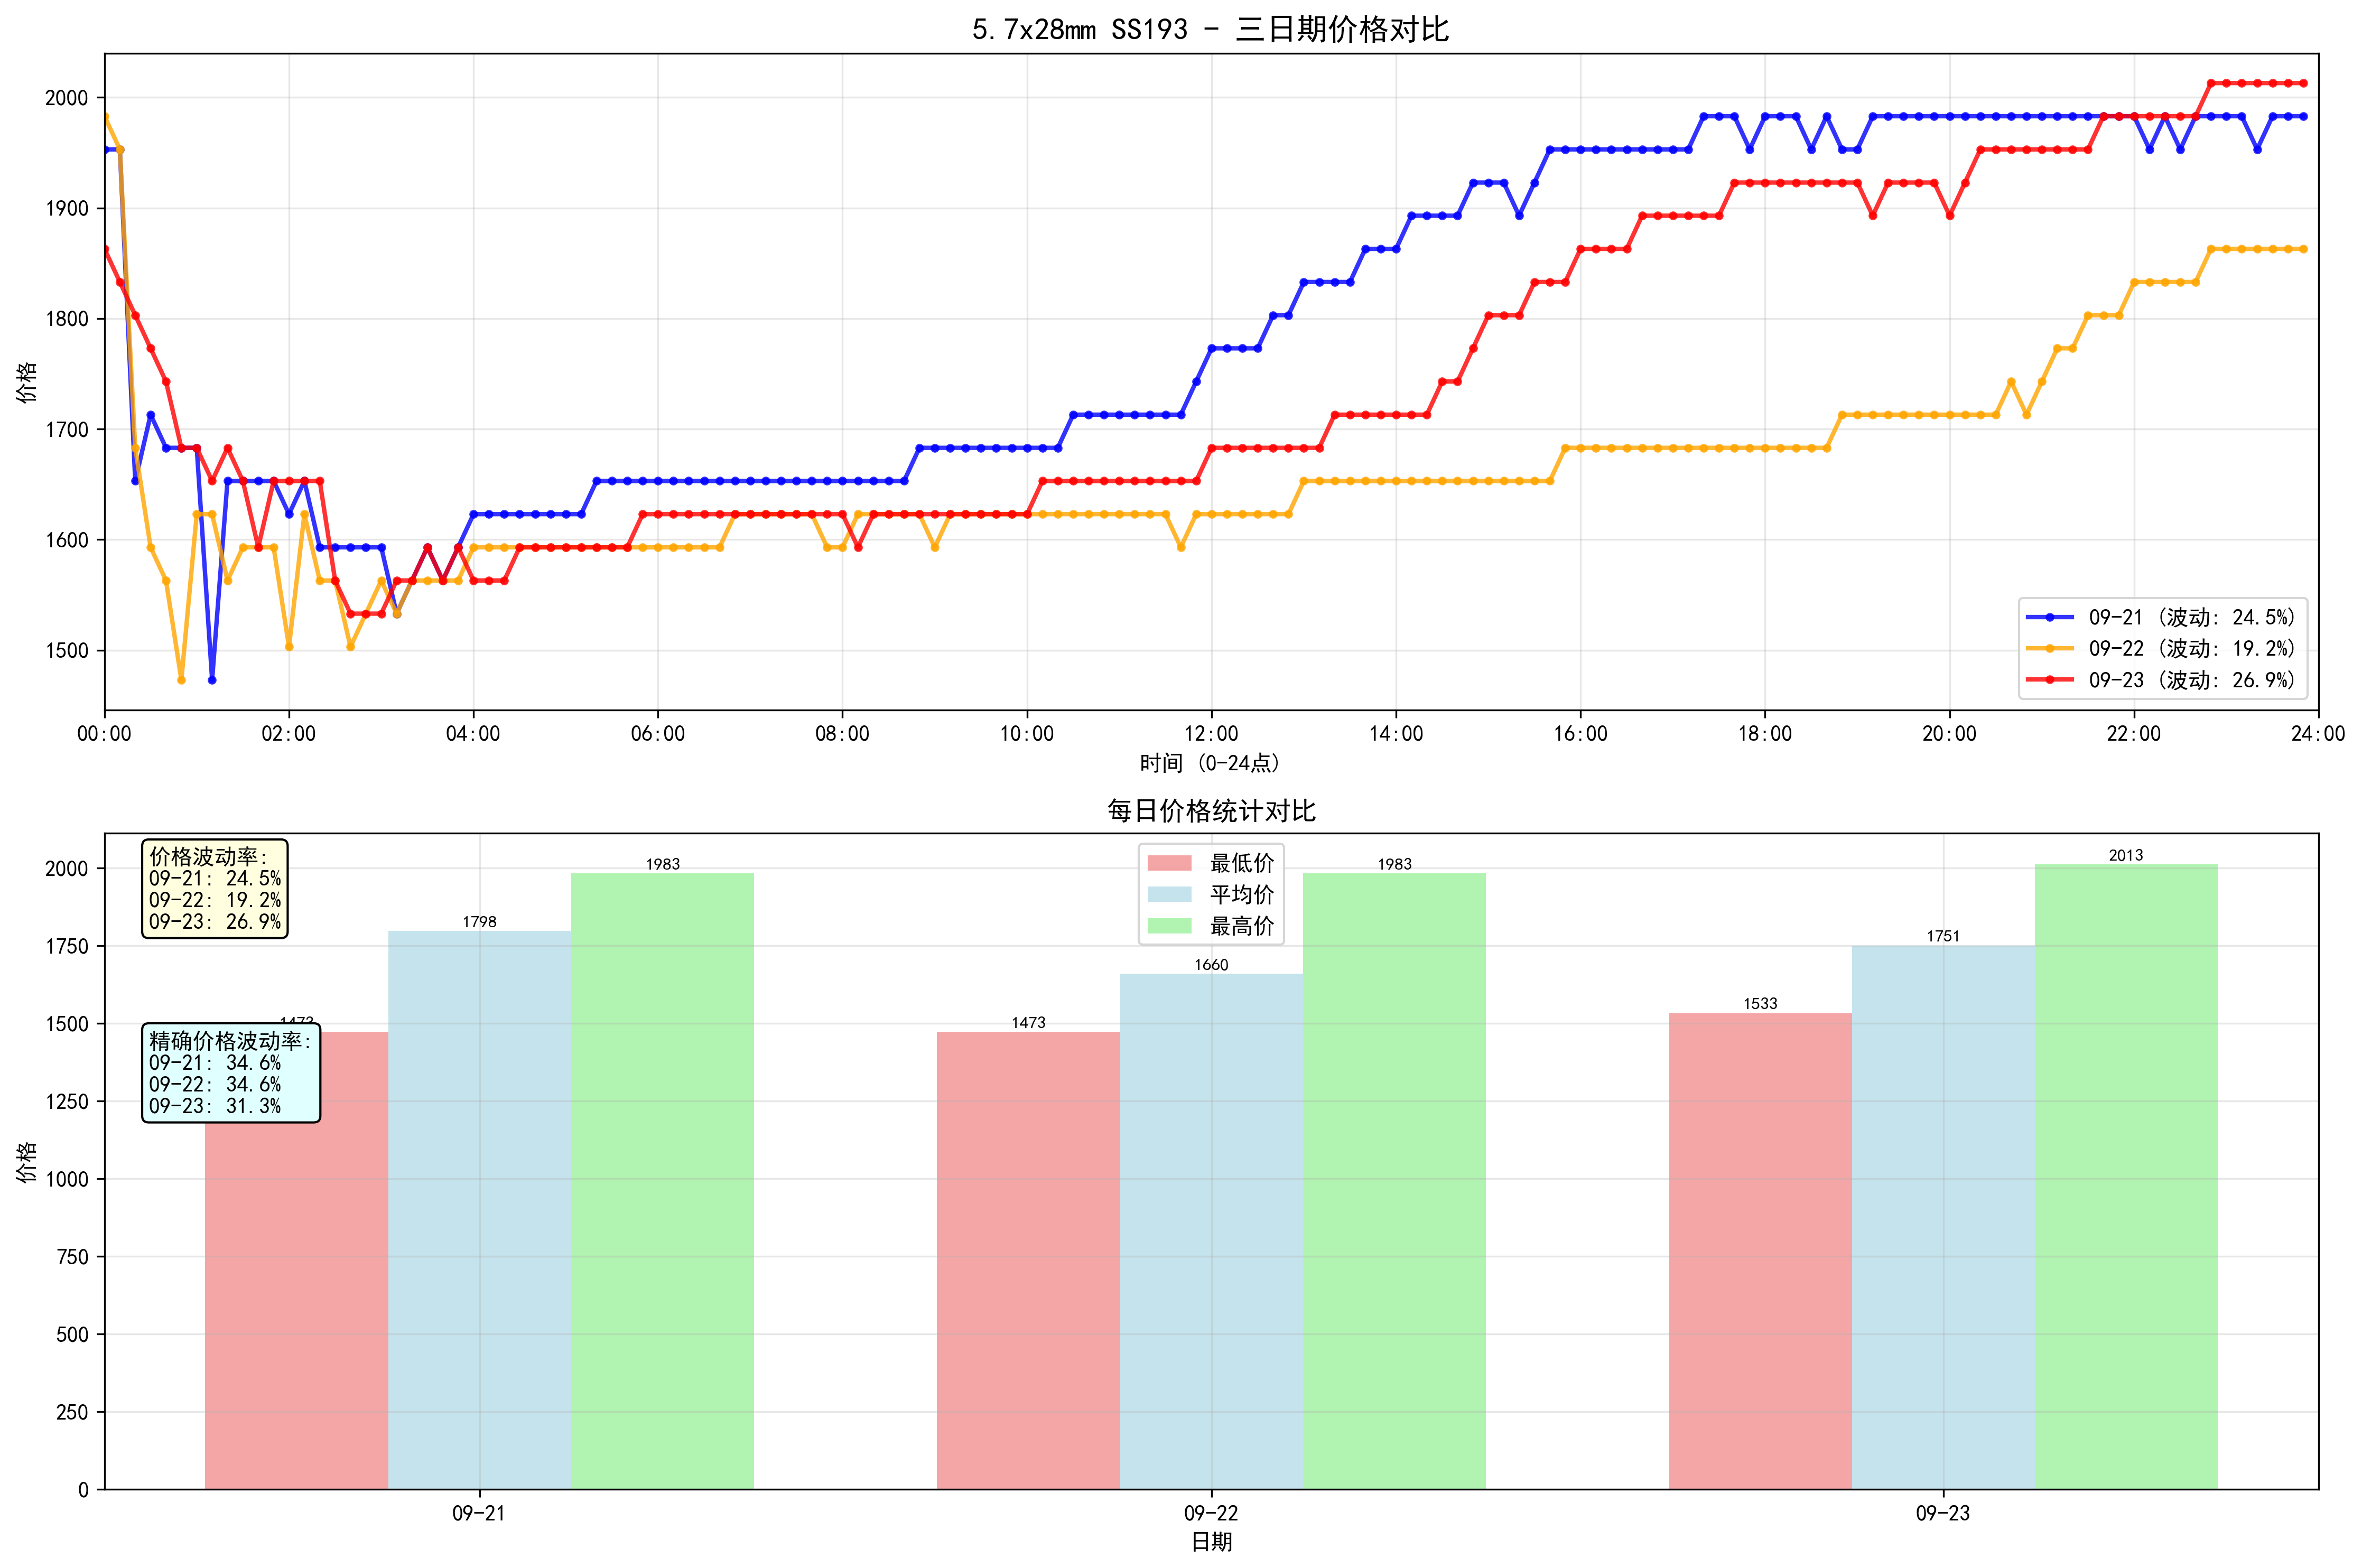 5.7x28mm SS193 - 三日期价格对比
价格
2000
1900
1800
1700
1600
1500
00:00 02:00 04:00 06:00 08:00 10:00 12:00 14:00 16:00 18:00 20:00 22:00 24:00
时间 (0-24点)
09-21 (波动: 24.5%)
09-22 (波动: 19.2%)
09-23 (波动: 26.9%)
每日价格统计对比
价格
2000
1750
1500
1250
1000
750
500
250
0
价格波动率:
09-21: 24.5%
09-22: 19.2%
09-23: 26.9%
精确价格波动率:
09-21: 34.6%
09-22: 34.6%
09-23: 31.3%
最低价
平均价
最高价
1473
1798
1983
1473
1660
1983
1533
1751
2013
09-21 09-22 09-23
日期